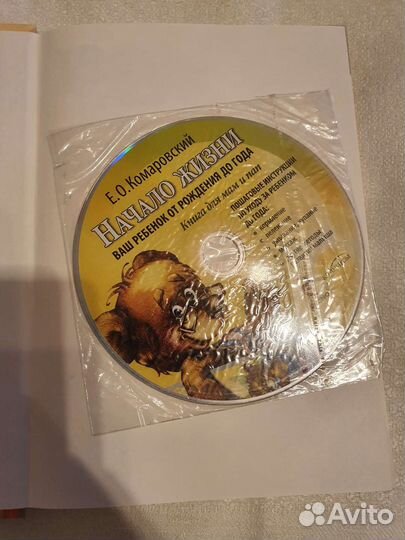 Е. О. Комаровский
НАЧАЛО ЖИЗНИ
ВАШ РЕБЕНОК ОТ РОЖДЕНИЯ ДО ГОДА
Книга для мам и пап
ПОШАГОВЫЕ ИНСТРУКЦИИ
ПО УХОДУ ЗА РЕБЕНКОМ
ДО ГОДА:
Avito